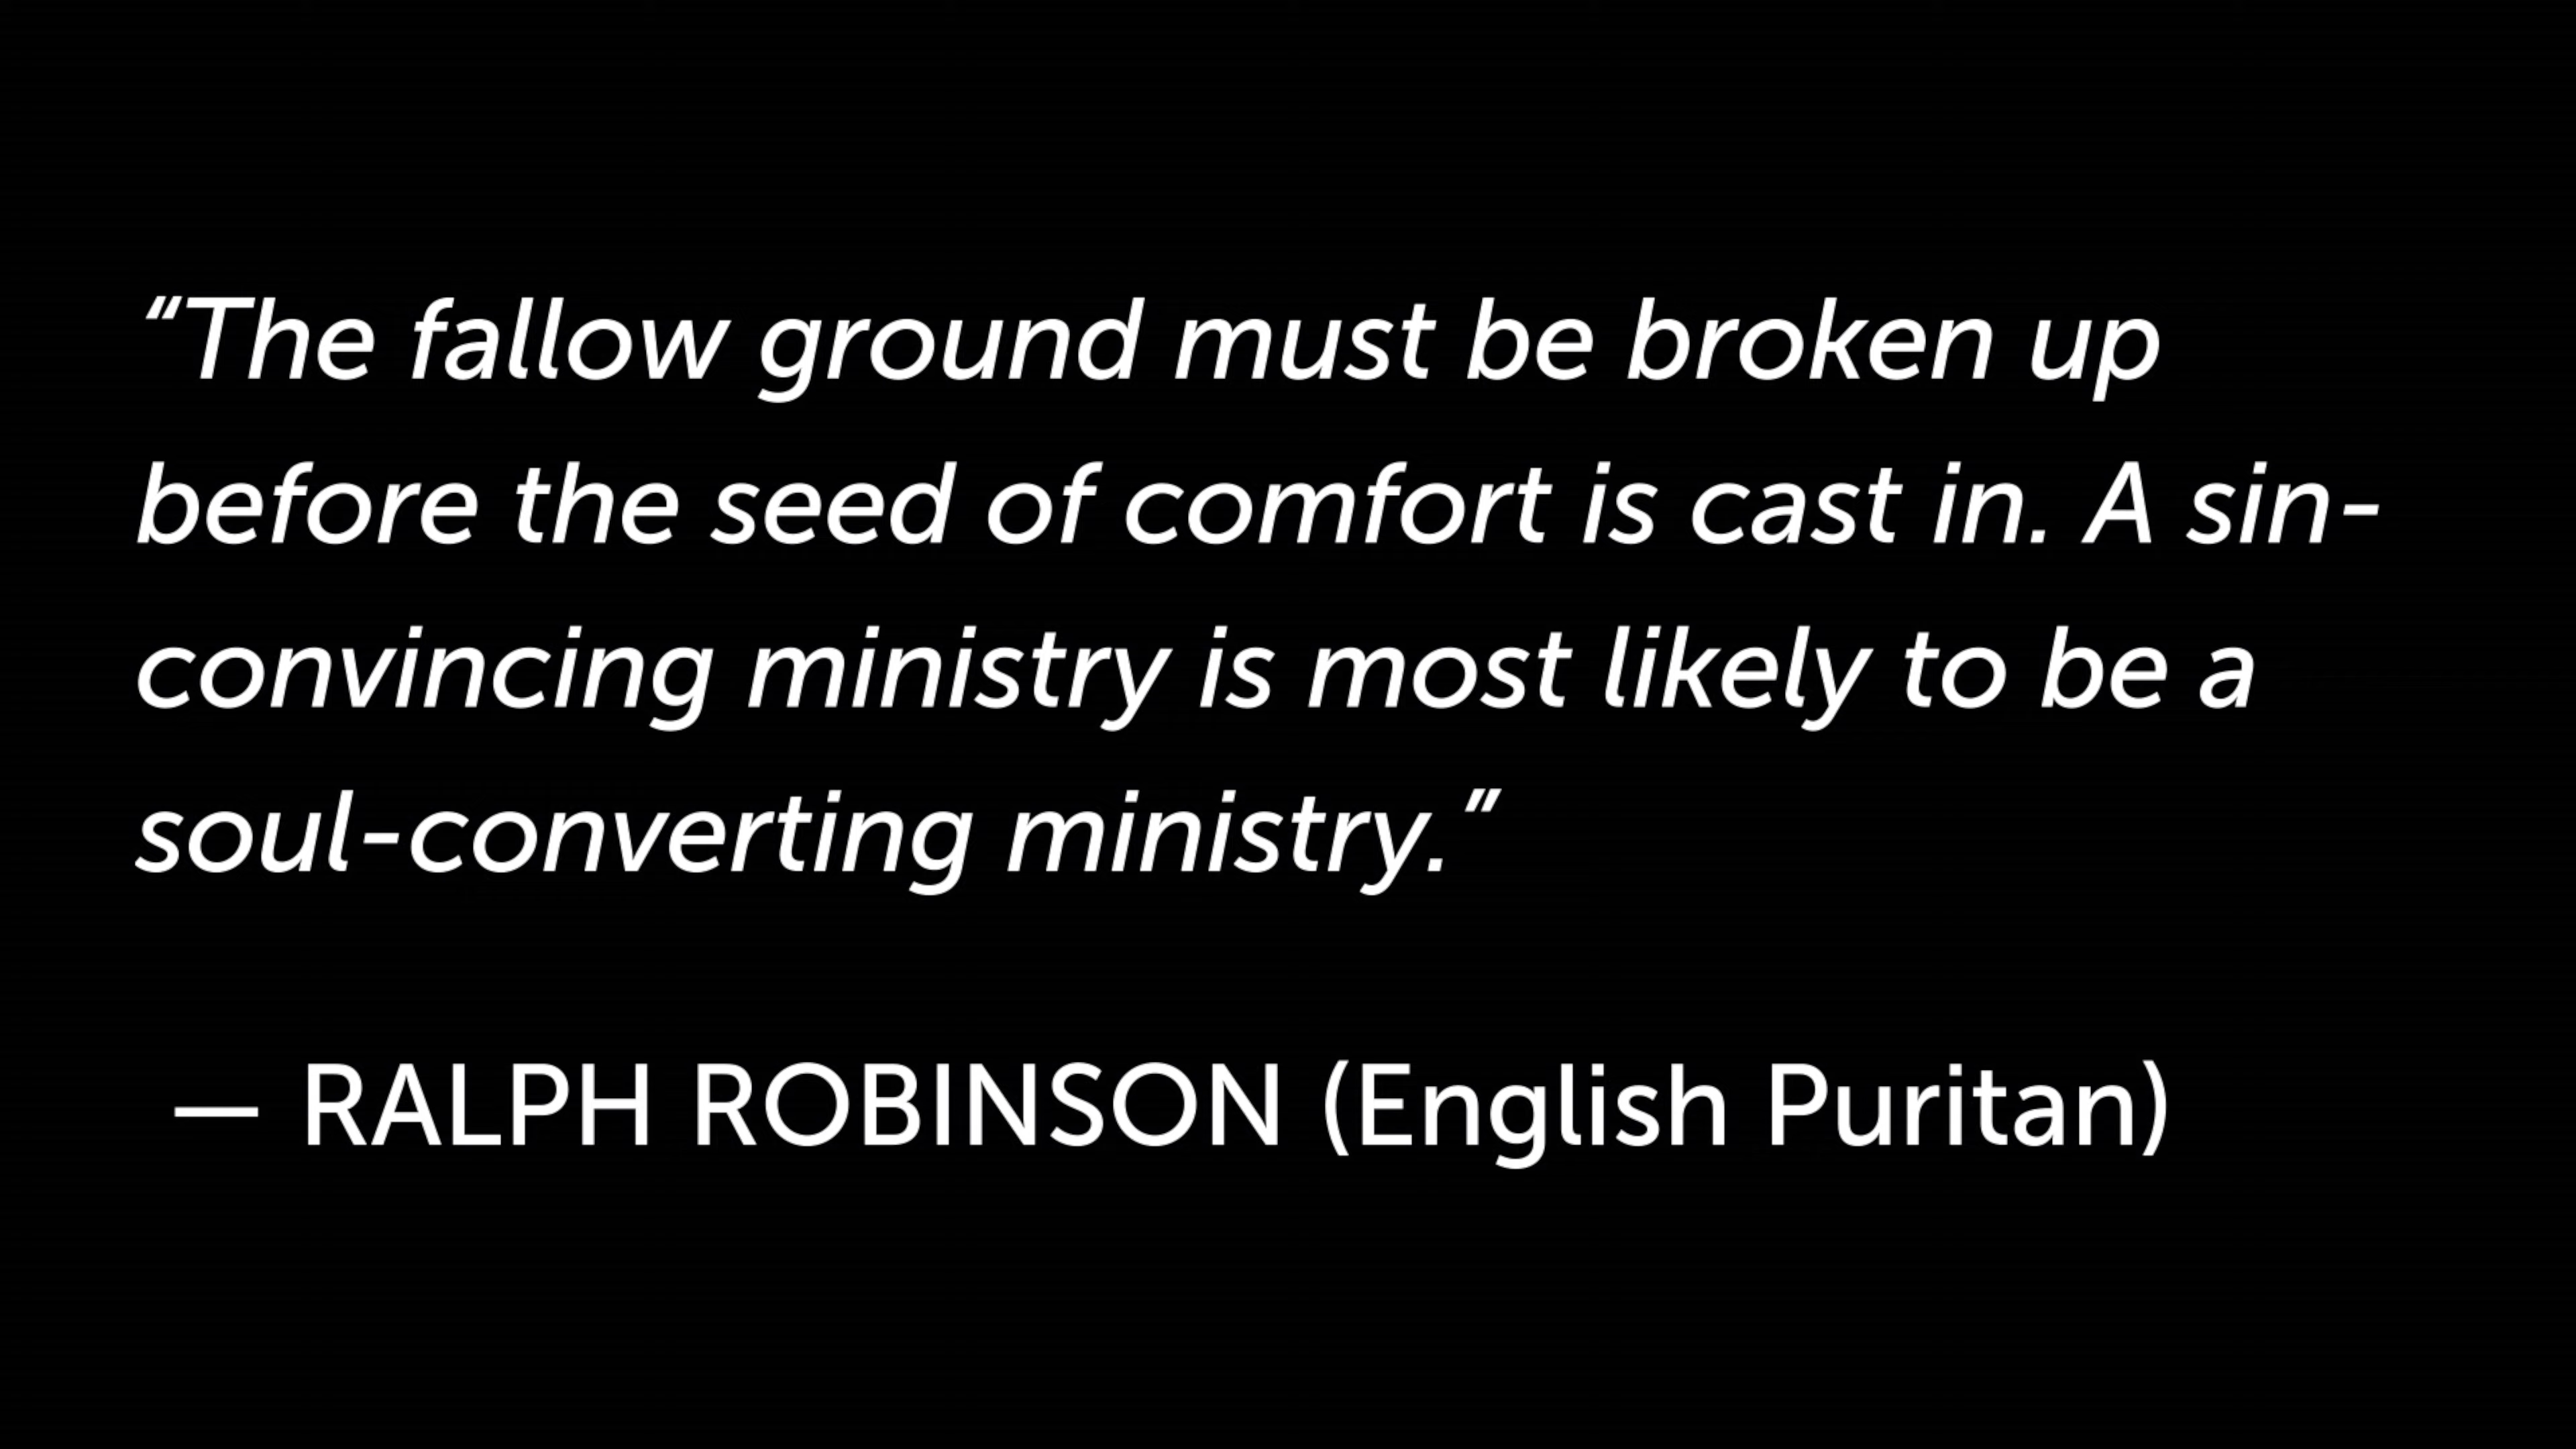 “The fallow ground must be broken up
before the seed of comfort is cast in. A sin-
convincing ministry is most likely to be a
soul-converting ministry.”
— RALPH ROBINSON (English Puritan)